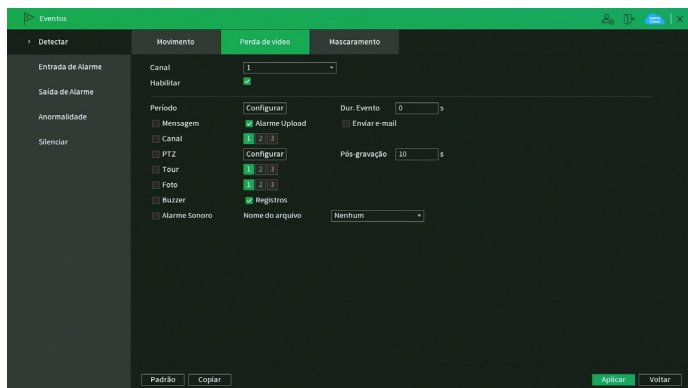 Eventos
Detectar
Entrada de Alarme
Saída de Alarme
Anormalidade
Silenciar
Movimento Perda de vídeo Mascaramento
Canal 1
Habilitar
Período Configurar Dur. Evento 0 s
Mensagem Alarme Upload Enviar e-mail
Canal 1 2 3
PTZ Configurar Pós-gravação 10 s
Tour 1 2 3
Foto 1 2 3
Buzzer Registros
Alarme Sonoro Nome do arquivo Nenhum
Padrão Copiar Aplicar Voltar